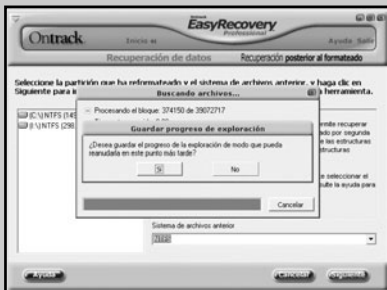 EasyRecovery
Professional
Ontrack
Inicio
Ayuda Salir
Recuperación de datos
Recuperación posterior al formateado
Seleccione la partición que ha reformateado y el sistema de archivos anterior, y haga clic en
Siguiente para
herramienta.
Buscando archivos...
Procesando el bloque: 374150 de 39072717
(C:\) NTFS
(I:\) NTFS
Guardar progreso de exploración
¿Desea guardar el progreso de la exploración de modo que pueda
reanudarla en este punto más tarde?
Sí
No
Cancelar
Sistema de archivos anterior
Ayuda
Cancelar
Siguiente